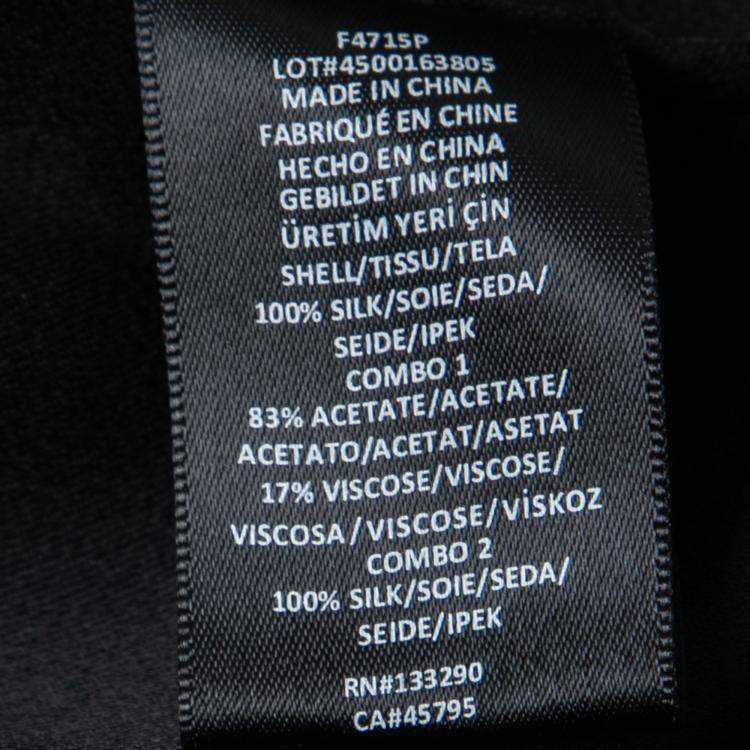 F4715P
LOT#4500163805
MADE IN CHINA
FABRIQUÉ EN CHINE
HECHO EN CHINA
GEBILDET IN CHIN
ÜRETİM YERİ ÇİN
SHELL/TISSU/TELA
100% SILK/SOIE/SEDA/
SEIDE/IPEK
COMBO 1
83% ACETATE/ACETATE/
ACETATO/ACETAT/ASETAT
17% VISCOSE/VISCOSE/
VISCOSA/VISCOSE/VİSKOZ
COMBO 2
100% SILK/SOIE/SEDA/
SEIDE/IPEK
RN#133290
CA#45795